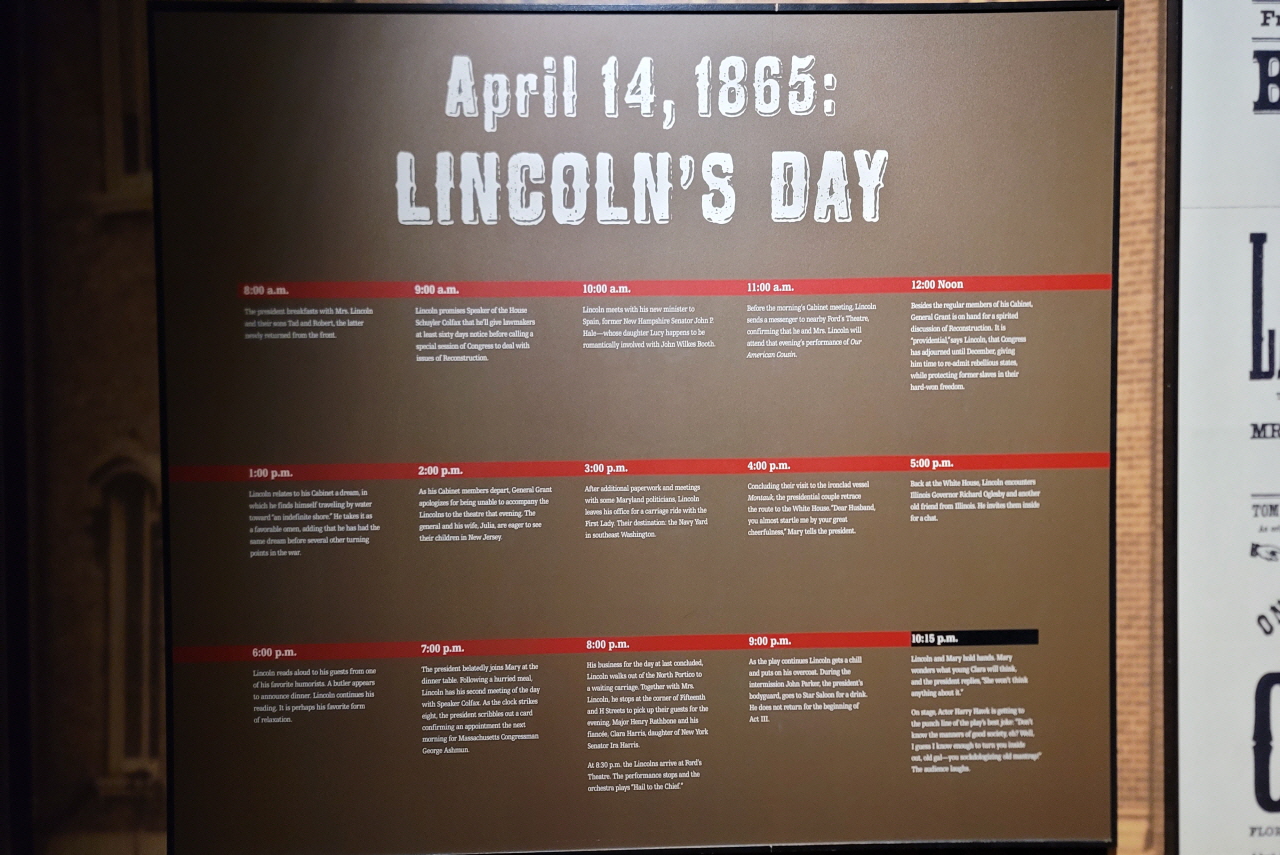 April 14, 1865:
LINCOLN'S DAY
8:00 a.m.
The president breakfasts with Mrs. Lincoln
and their sons Tad and Robert, the latter
newly returned from the front.
9:00 a.m.
Lincoln promises Speaker of the House
Schuyler Colfax that he'll give lawmakers
at least sixty days notice before calling a
special session of Congress to deal with
issues of Reconstruction.
10:00 a.m.
Lincoln meets with his new minister to
Spain, former New Hampshire Senator John P.
Hale—whose daughter Lucy happens to be
romantically involved with John Wilkes Booth.
11:00 a.m.
Before the morning's Cabinet meeting, Lincoln
sends a messenger to nearby Ford's Theatre,
confirming that he and Mrs. Lincoln will
attend that evening's performance of Our
American Cousin.
12:00 Noon
Besides the regular members of his Cabinet,
General Grant is on hand for a spirited
discussion of Reconstruction. It is
"providential," says Lincoln, that Congress
has adjourned until December, giving
him time to re-admit rebellious states,
while protecting former slaves in their
hard-won freedom.
1:00 p.m.
Lincoln relates to his Cabinet a dream, in
which he finds himself traveling by water
toward "an indefinite shore." He takes it as
a favorable omen, adding that he has had the
same dream before several other turning
points in the war.
2:00 p.m.
As his Cabinet members depart, General Grant
apologizes for being unable to accompany the
Lincolns to the theatre that evening. The
general and his wife, Julia, are eager to see
their children in New Jersey.
3:00 p.m.
After additional paperwork and meetings
with some Maryland politicians, Lincoln
leaves his office for a carriage ride with the
First Lady. Their destination: the Navy Yard
in southeast Washington.
4:00 p.m.
Concluding their visit to the ironclad vessel
Montauk, the presidential couple retrace
the route to the White House. "Dear Husband,
you almost startle me by your great
cheerfulness," Mary tells the president.
5:00 p.m.
Back at the White House, Lincoln encounters
Illinois Governor Richard Oglesby and another
old friend from Illinois. He invites them inside
for a chat.
6:00 p.m.
Lincoln reads aloud to his guests from one
of his favorite humorists. A butler appears
to announce dinner. Lincoln continues his
reading. It is perhaps his favorite form
of relaxation.
7:00 p.m.
The president belatedly joins Mary at the
dinner table. Following a hurried meal,
Lincoln has his second meeting of the day
with Speaker Colfax. As the clock strikes
eight, the president scribbles out a card
confirming an appointment the next
morning for Massachusetts Congressman
George Ashmun.
8:00 p.m.
His business for the day at last concluded,
Lincoln walks out of the North Portico to
a waiting carriage. Together with Mrs.
Lincoln, he stops at the corner of Fifteenth
and H Streets to pick up their guests for the
evening, Major Henry Rathbone and his
fiancée, Clara Harris, daughter of New York
Senator Ira Harris.
At 8:30 p.m. the Lincolns arrive at Ford's
Theatre. The performance stops and the
orchestra plays "Hail to the Chief."
9:00 p.m.
As the play continues Lincoln gets a chill
and puts on his overcoat. During the
intermission John Parker, the president's
bodyguard, goes to Star Saloon for a drink.
He does not return for the beginning of
Act III.
10:15 p.m.
Lincoln and Mary hold hands. Mary
wonders what young Clara will think,
and the president replies, "She won't think
anything about it."
On stage, Actor Harry Hawk is getting to
the punch line of the play's best joke: "Don't
know the manners of good society, eh? Well,
I guess I know enough to turn you inside
out, old gal—you sockdologizing old mantrap!"
The audience laughs.
MR
TOM
FLOR